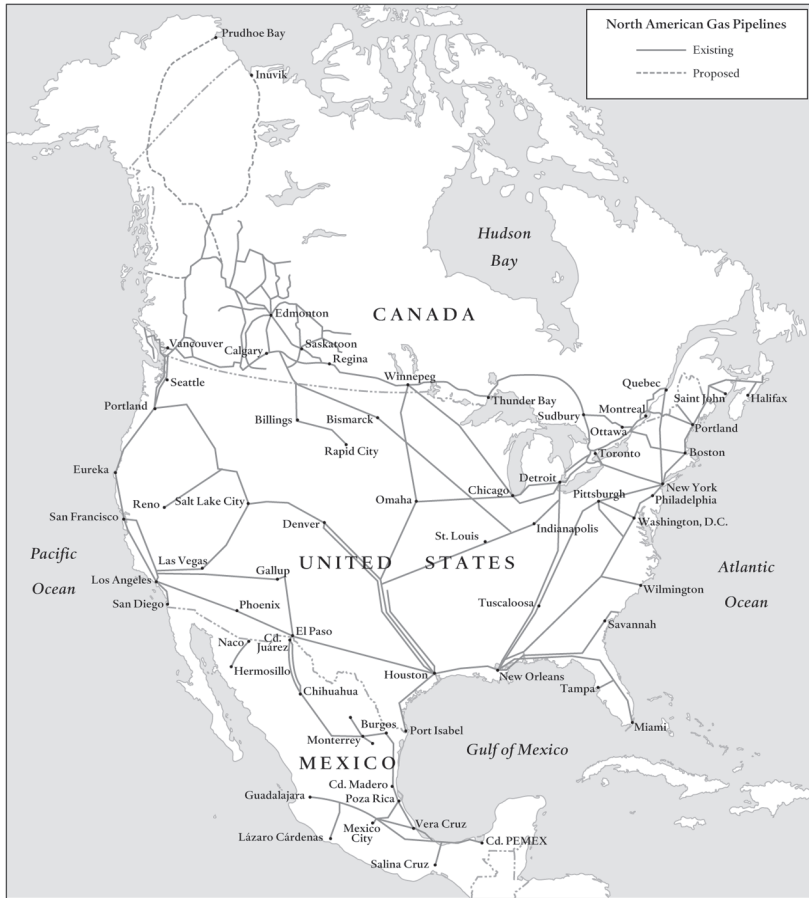 North American Gas Pipelines
Existing
Proposed
Prudhoe Bay
Inuvik
Hudson
Bay
CANADA
Edmonton
Vancouver
Calgary
Saskatoon
Regina
Seattle
Winnepeg
Thunder Bay
Quebec
Portland
Sudbury
Montreal
Saint John
Halifax
Ottawa
Billings
Bismarck
Rapid City
Portland
Toronto
Boston
Eureka
Detroit
Reno
Salt Lake City
Omaha
Chicago
Pittsburgh
New York
Philadelphia
San Francisco
Denver
St. Louis
Indianapolis
Washington, D.C.
Pacific
Ocean
Las Vegas
Gallup
UNITED STATES
Atlantic
Ocean
Los Angeles
San Diego
Phoenix
Tuscaloosa
Wilmington
Savannah
Naco
Cd.
Juárez
El Paso
Hermosillo
Houston
New Orleans
Chihuahua
Tampa
Burgos
Port Isabel
Miami
Monterrey
Gulf of Mexico
MEXICO
Cd. Madero
Guadalajara
Poza Rica
Lázaro Cárdenas
Mexico
City
Vera Cruz
Cd. PEMEX
Salina Cruz